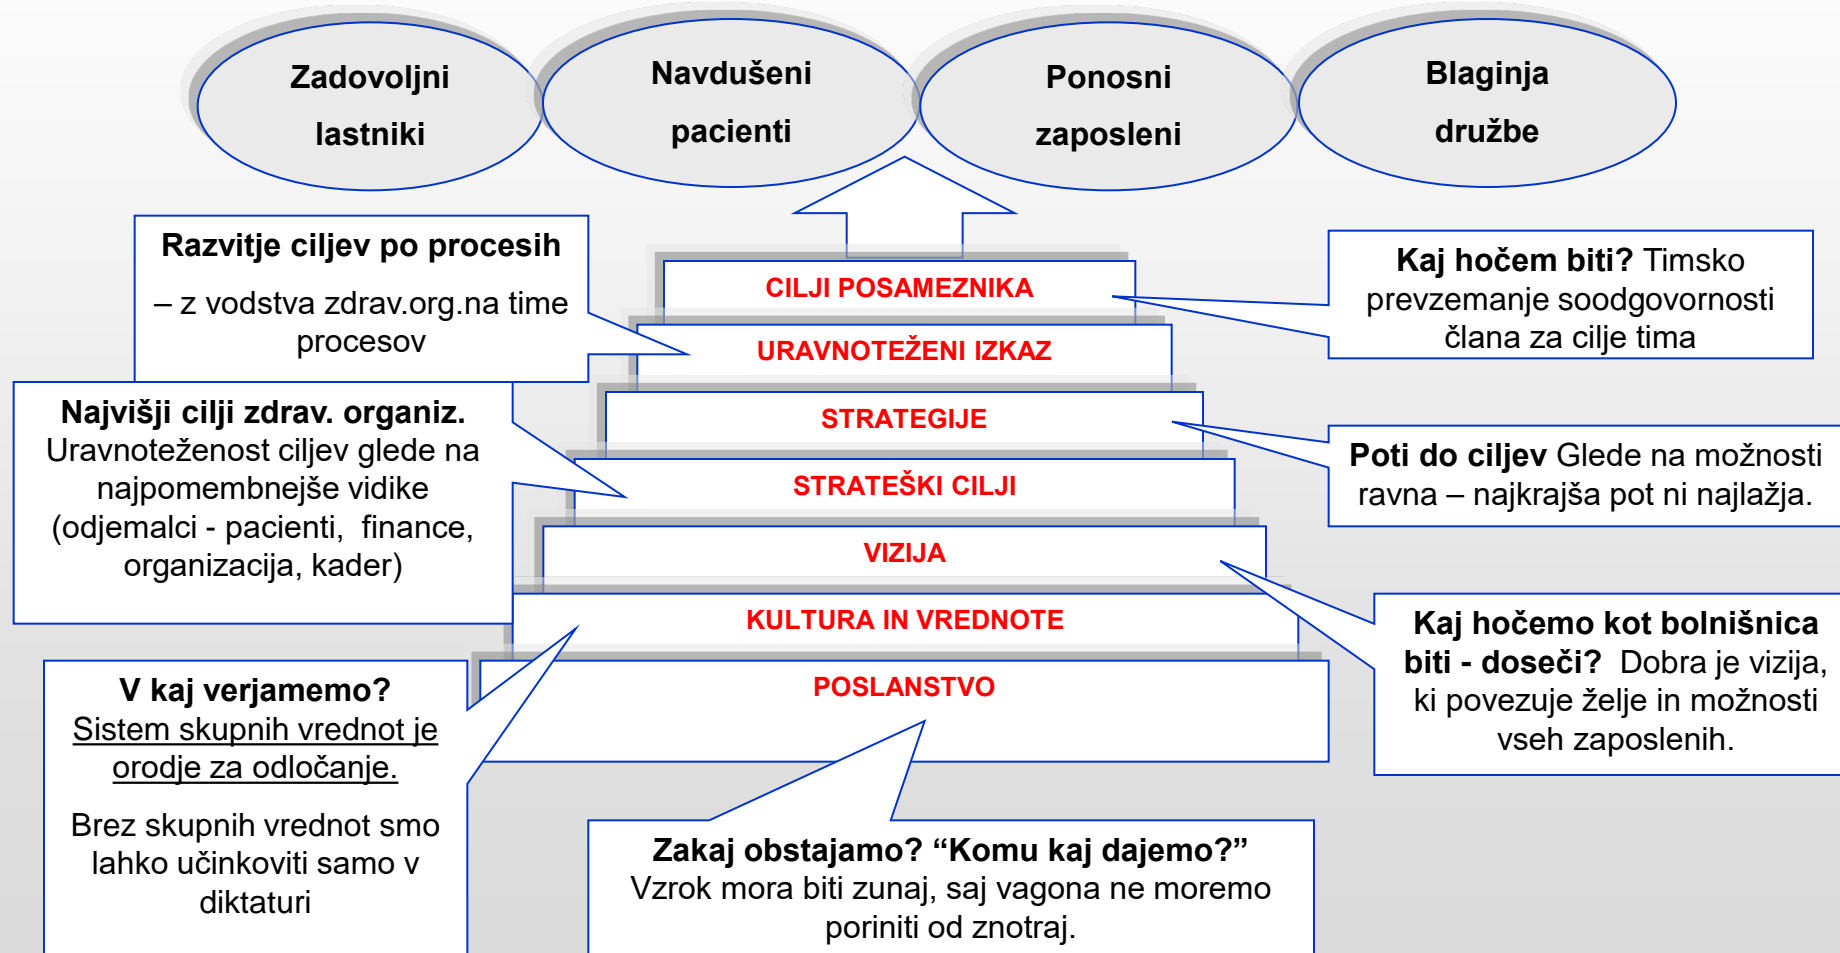 Zadovoljni
lastniki
Navdušeni
pacienti
Ponosni
zaposleni
Blaginja
družbe
Razvitje ciljev po procesih
– z vodstva zdrav.org.na time
procesov
CILJI POSAMEZNIKA
Kaj hočem biti? Timsko
prevzemanje soodgovornosti
člana za cilje tima
URAVNOTEŽENI IZKAZ
Najvišji cilji zdrav. organiz.
Uravnoteženost ciljev glede na
najpomembnejše vidike
(odjemalci - pacienti, finance,
organizacija, kader)
STRATEGIJE
Poti do ciljev Glede na možnosti
ravna – najkrajša pot ni najlažja.
STRATEŠKI CILJI
VIZIJA
Kaj hočemo kot bolnišnica
biti - doseči? Dobra je vizija,
ki povezuje želje in možnosti
vseh zaposlenih.
KULTURA IN VREDNOTE
V kaj verjamemo?
Sistem skupnih vrednot je
orodje za odločanje.
Brez skupnih vrednot smo
lahko učinkoviti samo v
diktaturi
POSLANSTVO
Zakaj obstajamo? “Komu kaj dajemo?”
Vzrok mora biti zunaj, saj vagona ne moremo
poriniti od znotraj.